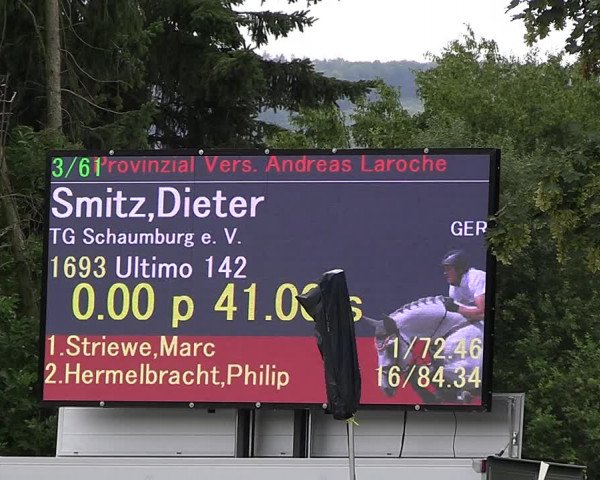 3/61 Provinzial Vers. Andreas Laroche
Smitz,Dieter
TG Schaumburg e. V. GER
1693 Ultimo 142
0.00 p 41.00 s
1.Striewe,Marc 1/72.46
2.Hermelbracht,Philip 16/84.34